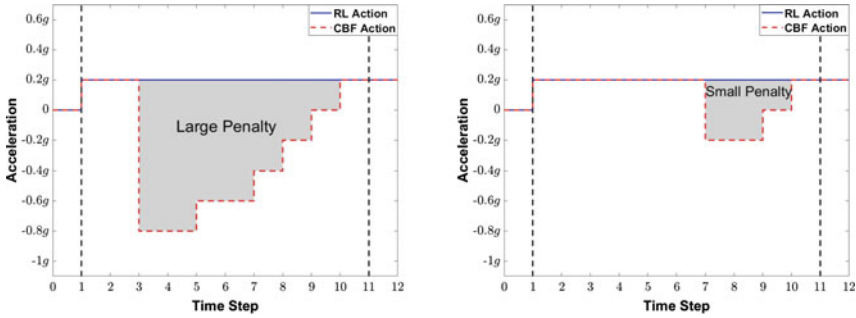 RL Action
CBF Action
0.6g
0.4g
0.2g
0
-0.2g
-0.4g
-0.6g
-0.8g
-1g
Acceleration
Large Penalty
0 1 2 3 4 5 6 7 8 9 10 11 12
Time Step
RL Action
CBF Action
0.6g
0.4g
0.2g
0
-0.2g
-0.4g
-0.6g
-0.8g
-1g
Acceleration
Small Penalty
0 1 2 3 4 5 6 7 8 9 10 11 12
Time Step